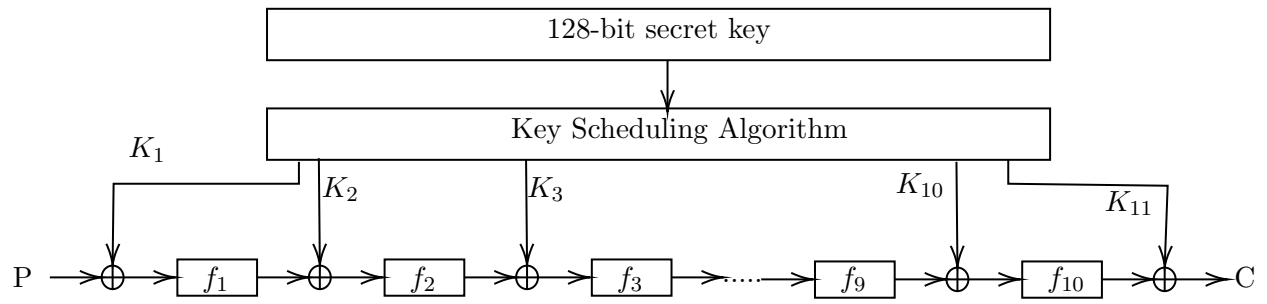 128-bit secret key
Key Scheduling Algorithm
K₁
K₂
K₃
K₁₀
K₁₁
P
f₁
f₂
f₃
.....
f₉
f₁₀
C